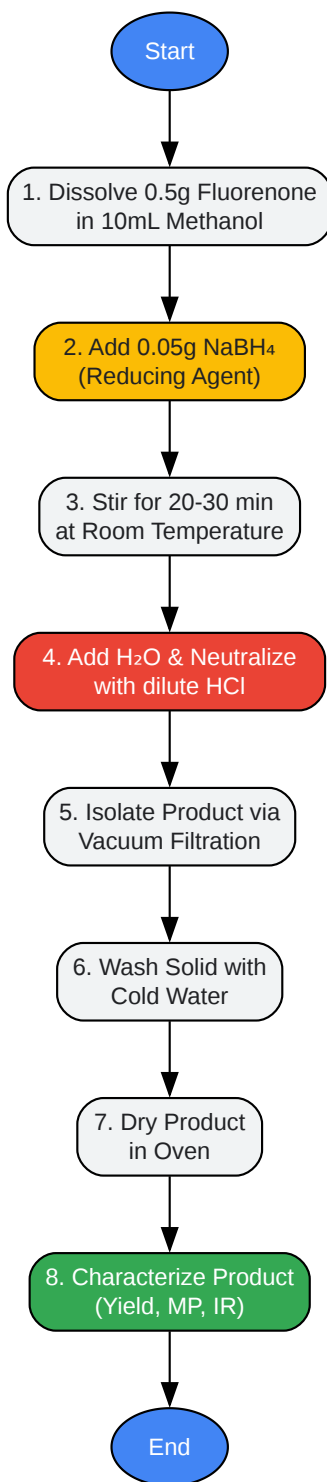 Start
1. Dissolve 0.5g Fluorenone
in 10mL Methanol
2. Add 0.05g NaBH₄
(Reducing Agent)
3. Stir for 20-30 min
at Room Temperature
4. Add H₂O & Neutralize
with dilute HCl
5. Isolate Product via
Vacuum Filtration
6. Wash Solid with
Cold Water
7. Dry Product
in Oven
8. Characterize Product
(Yield, MP, IR)
End